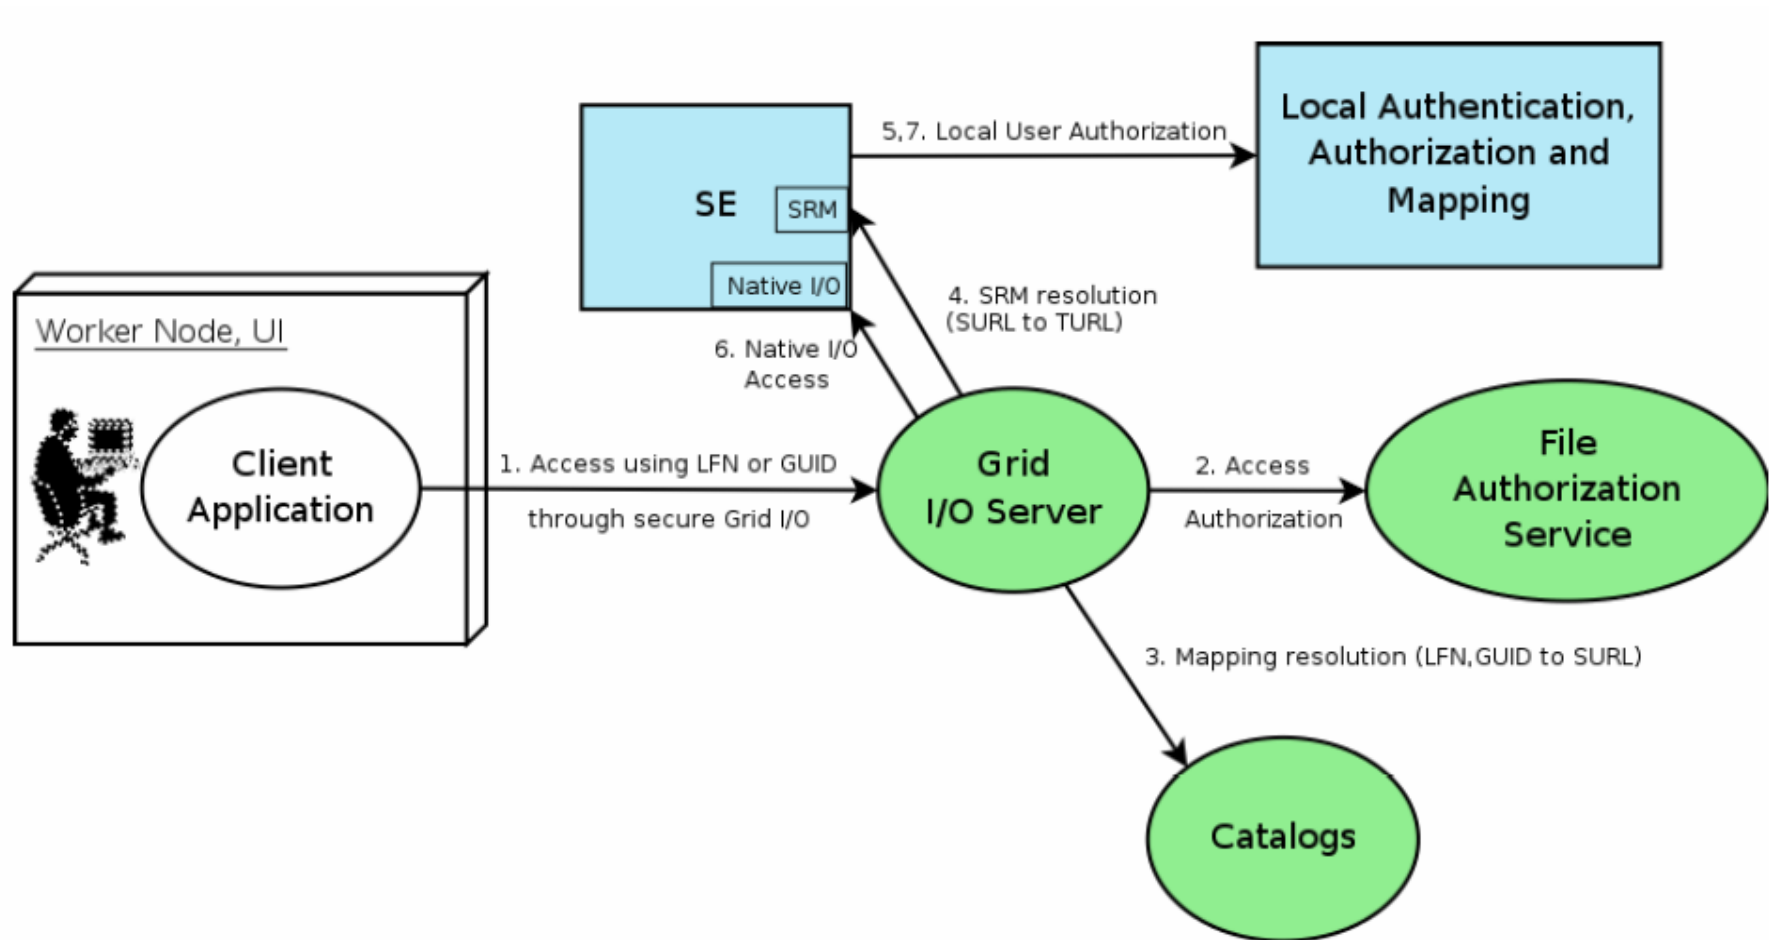 Local Authentication,
Authorization and
Mapping
5,7. Local User Authorization
SE
SRM
Native I/O
4. SRM resolution
(SURL to TURL)
6. Native I/O
Access
Worker Node, UI
Client
Application
1. Access using LFN or GUID
through secure Grid I/O
Grid
I/O Server
2. Access
Authorization
File
Authorization
Service
3. Mapping resolution (LFN,GUID to SURL)
Catalogs